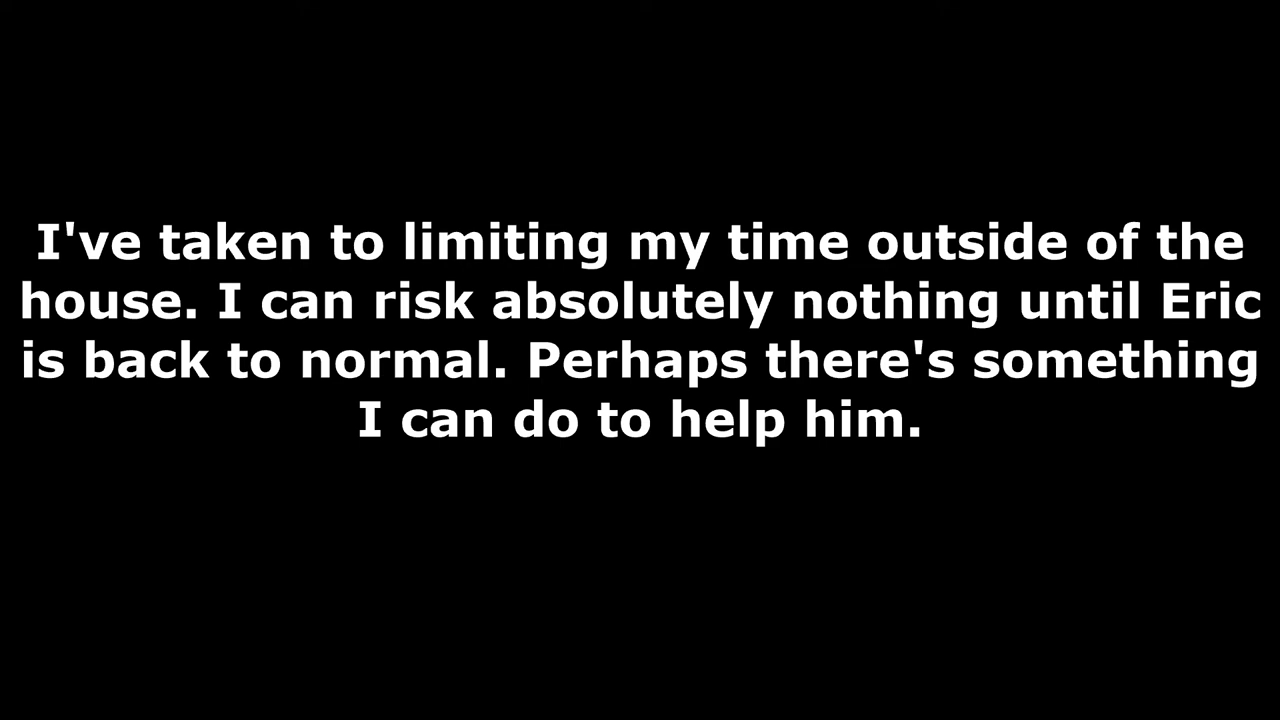 I've taken to limiting my time outside of the
house. I can risk absolutely nothing until Eric
is back to normal. Perhaps there's something
I can do to help him.